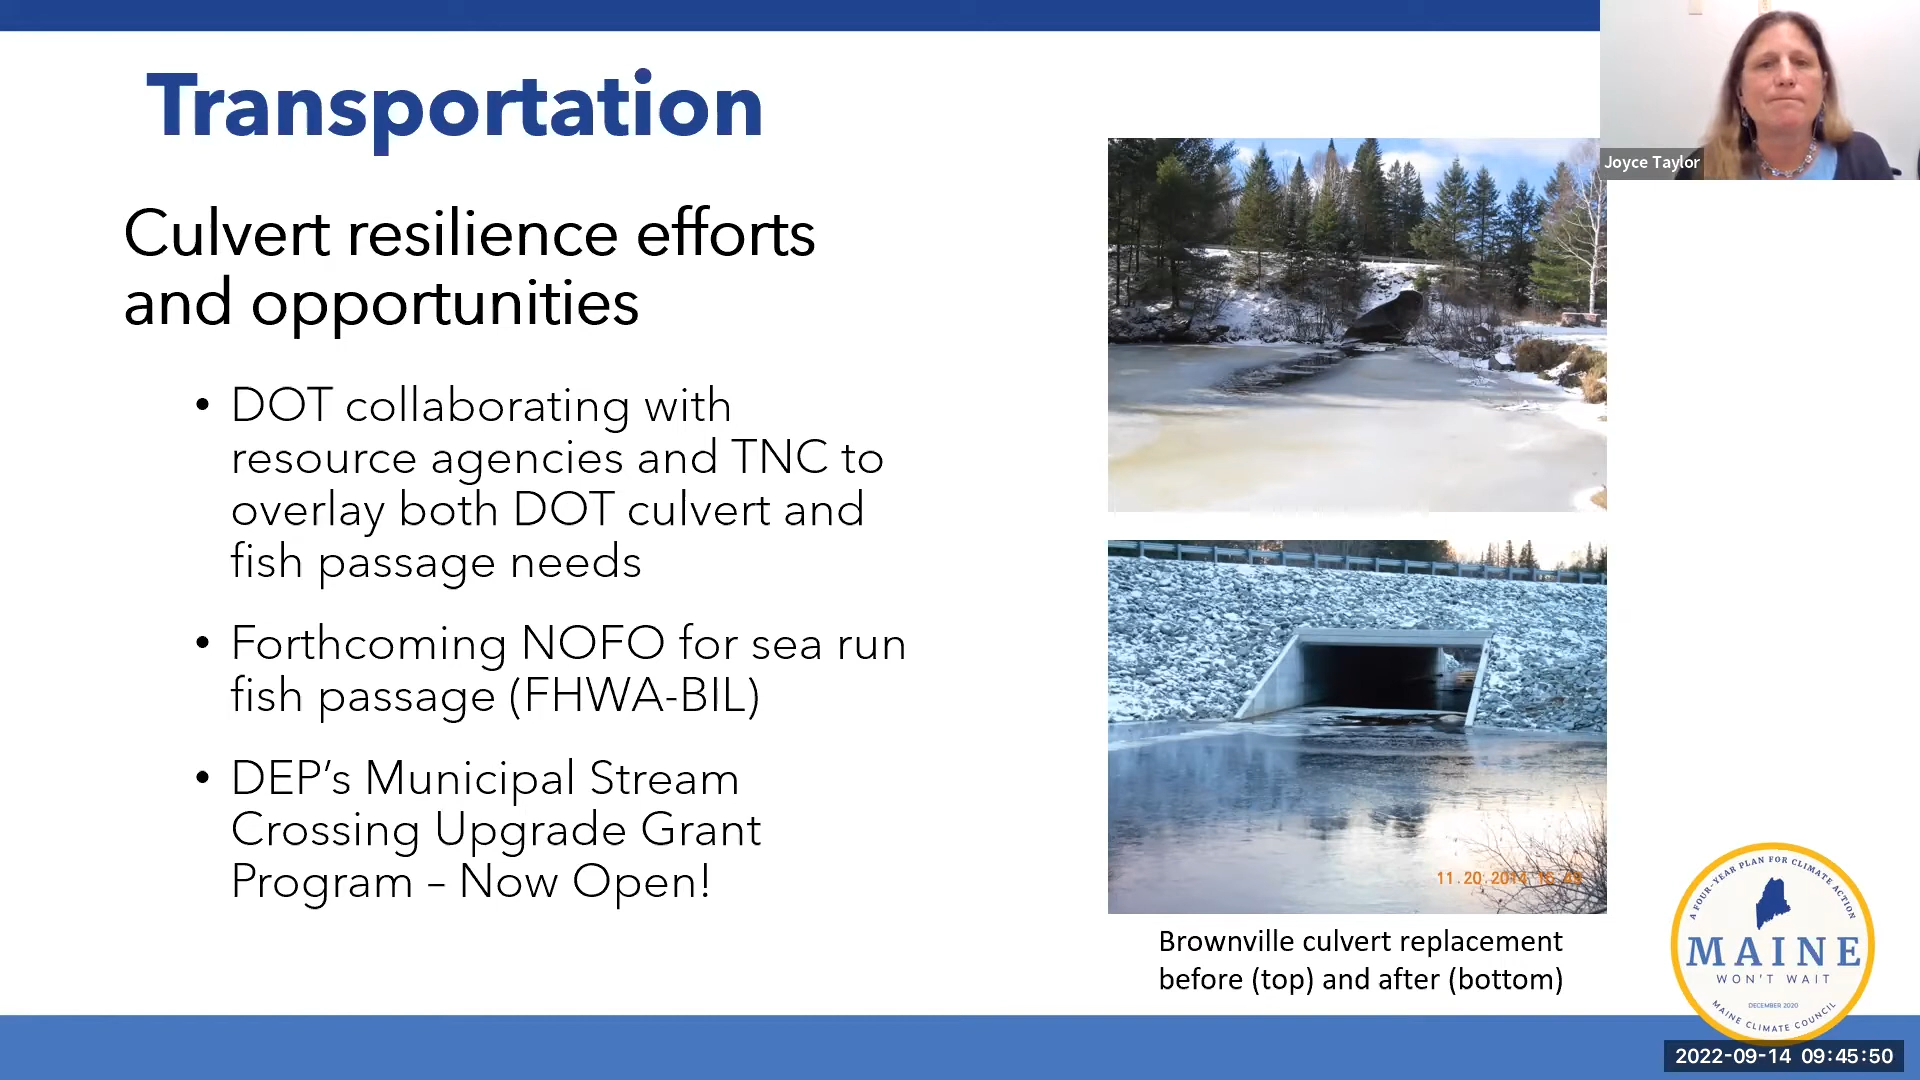 Transportation
Joyce Taylor
Culvert resilience efforts
and opportunities
• DOT collaborating with
resource agencies and TNC to
overlay both DOT culvert and
fish passage needs
• Forthcoming NOFO for sea run
fish passage (FHWA-BIL)
• DEP’s Municipal Stream
Crossing Upgrade Grant
Program – Now Open!
11.20.2014
Brownville culvert replacement
before (top) and after (bottom)
A FOUR-YEAR PLAN FOR CLIMATE ACTION
MAINE
WON'T WAIT
DECEMBER 2020
MAINE CLIMATE COUNCIL
2022-09-14 09:45:50